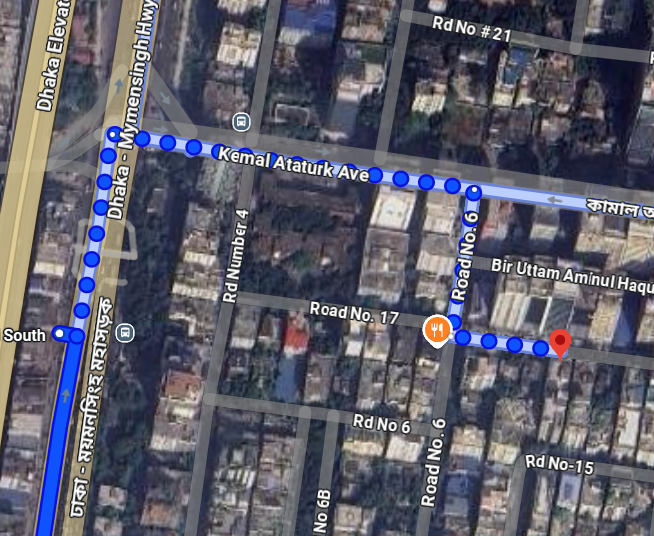 Rd No #21
Dhaka Elevat
Dhaka - Mymensingh Hwy
Kemal Ataturk Ave
কামাল অ
Road No. 6
Rd Number 4
Bir Uttam Aminul Haqu
Road No. 17
South
ঢাকা - ময়মনসিংহ মহাসড়ক
Rd No 6
Road No. 6
Rd No-15
No 6B